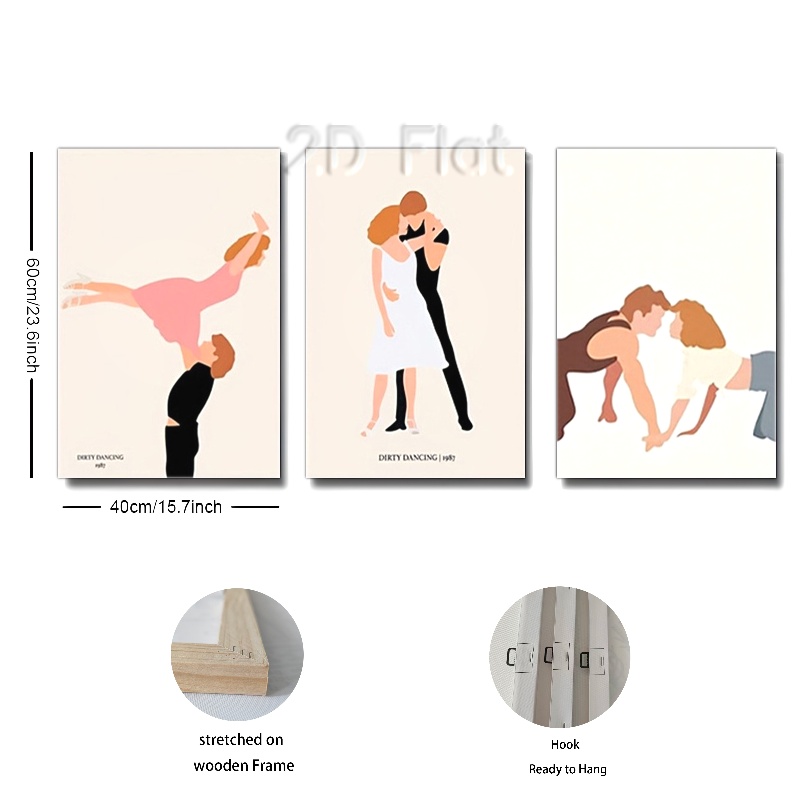 2D Flat
60cm/23.6inch
DIRTY DANCING
1987
DIRTY DANCING | 1987
40cm/15.7inch
stretched on
wooden Frame
Hook
Ready to Hang